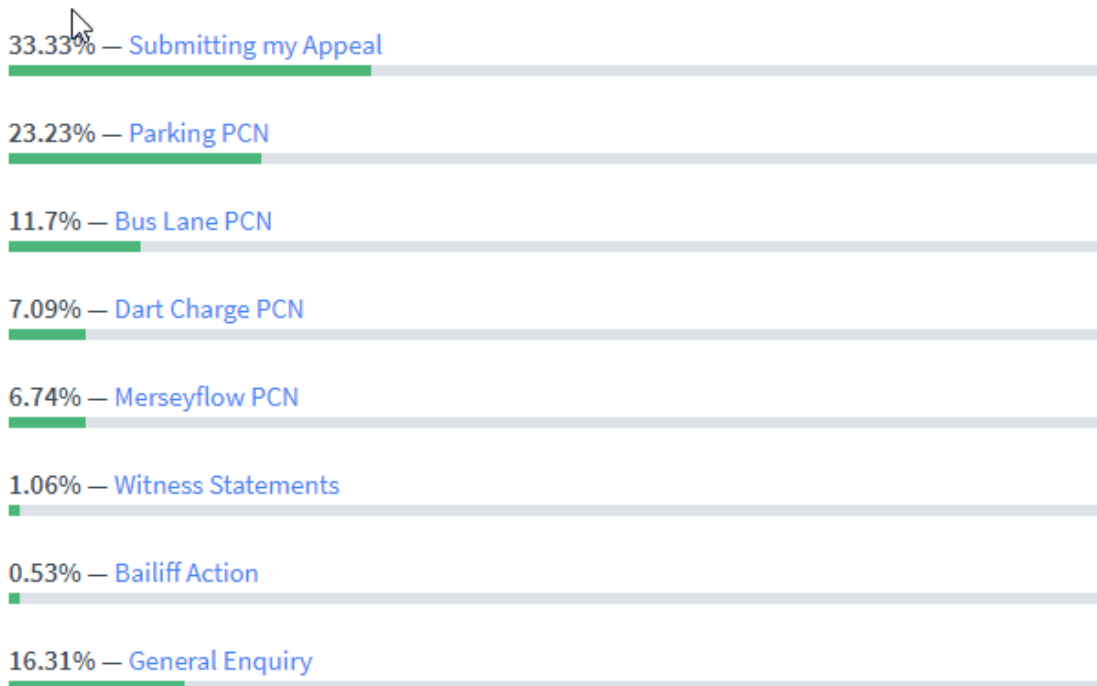 33.33% — Submitting my Appeal
23.23% — Parking PCN
11.7% — Bus Lane PCN
7.09% — Dart Charge PCN
6.74% — Merseyflow PCN
1.06% — Witness Statements
0.53% — Bailiff Action
16.31% — General Enquiry